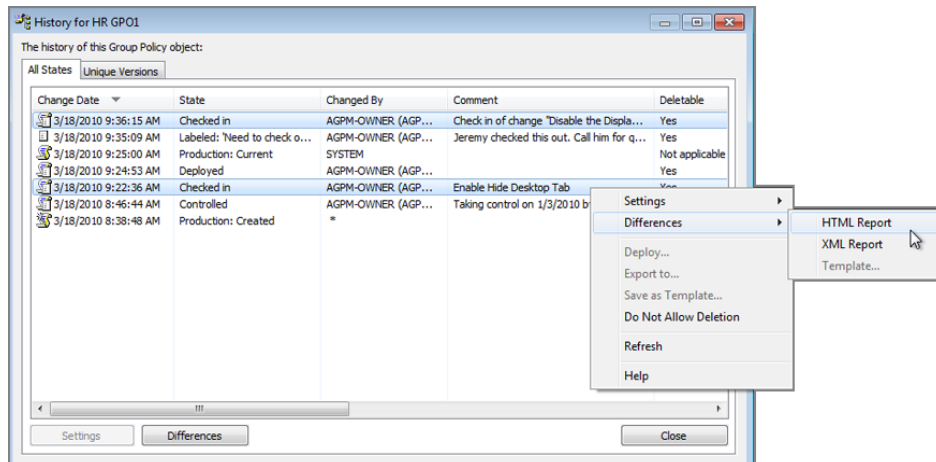 History for HR GPO1
The history of this Group Policy object:
All States Unique Versions
Change Date State Changed By Comment Deletable
3/18/2010 9:36:15 AM Checked in AGPM-OWNER (AGP... Check in of change "Disable the Displa... Yes
3/18/2010 9:35:09 AM Labeled: 'Need to check o... AGPM-OWNER (AGP... Jeremy checked this out. Call him for q... Yes
3/18/2010 9:25:00 AM Production: Current SYSTEM Not applicable
3/18/2010 9:24:53 AM Deployed AGPM-OWNER (AGP... Yes
3/18/2010 9:22:36 AM Checked in AGPM-OWNER (AGP... Enable Hide Desktop Tab
3/18/2010 8:46:44 AM Controlled AGPM-OWNER (AGP... Taking control on 1/3/2010 b
3/18/2010 8:38:48 AM Production: Created *
Settings
Differences
Deploy...
Export to...
Save as Template...
Do Not Allow Deletion
Refresh
Help
HTML Report
XML Report
Template...
Settings Differences Close